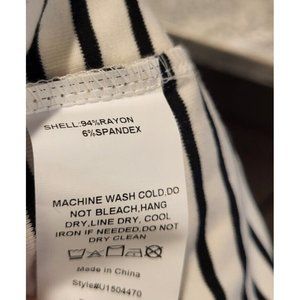 SHELL:94%RAYON
6%SPANDEX
MACHINE WASH COLD,DO
NOT BLEACH,HANG
DRY,LINE DRY, COOL
IRON IF NEEDED,DO NOT
DRY CLEAN
Made in China
Style#U1504470